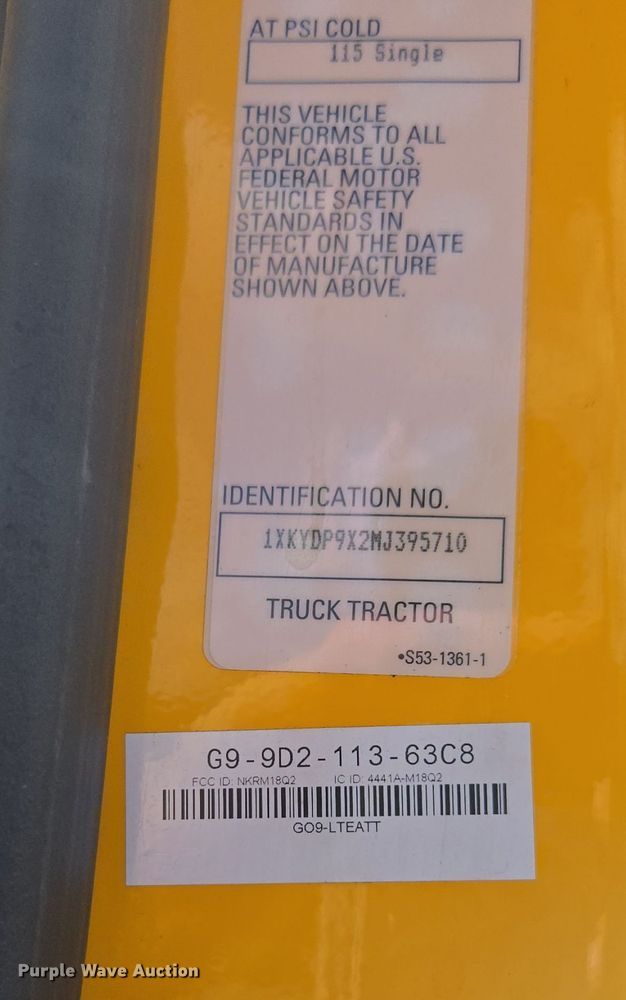 AT PSI COLD
115 Single
THIS VEHICLE
CONFORMS TO ALL
APPLICABLE U.S.
FEDERAL MOTOR
VEHICLE SAFETY
STANDARDS IN
EFFECT ON THE DATE
OF MANUFACTURE
SHOWN ABOVE.
IDENTIFICATION NO.
1XKYDP9X2MJ395710
TRUCK TRACTOR
•S53-1361-1
G9-9D2-113-63C8
FCC ID: NKRM18Q2 IC ID: 4441A-M18Q2
GO9-LTEATT
Purple Wave Auction